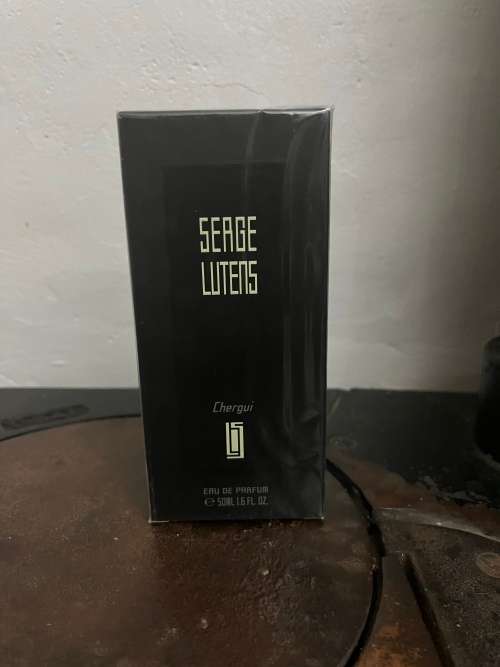 SERGE
LUTENS
Chergui
EAU DE PARFUM
℮ 50ML 1.6 FL. OZ.